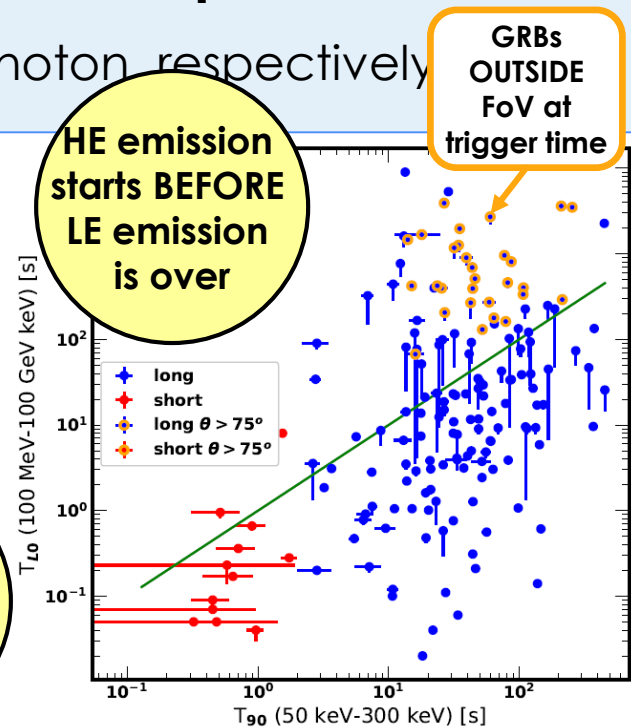 respectively
GRBs
OUTSIDE
FoV at
trigger time
HE emission
starts BEFORE
LE emission
is over
T_LO (100 MeV-100 GeV keV) [s]
10²
10¹
10⁰
10⁻¹
long
short
long θ > 75°
short θ > 75°
10⁻¹ 10⁰ 10¹ 10²
T₉₀ (50 keV-300 keV) [s]